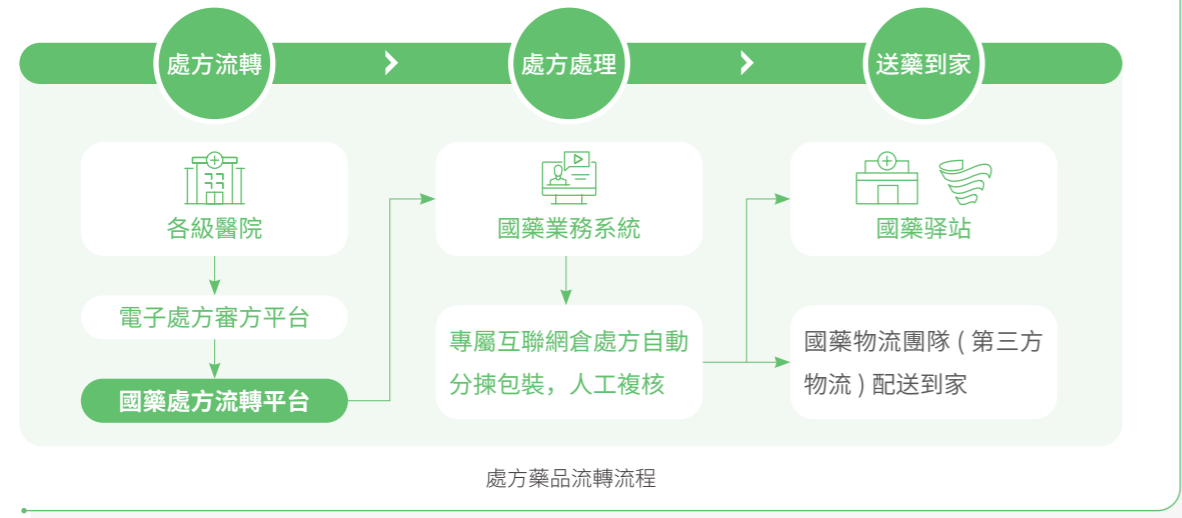 處方流轉
處方處理
送藥到家
各級醫院
電子處方審方平台
國藥處方流轉平台
國藥業務系統
專屬互聯網倉處方自動
分揀包裝，人工複核
國藥驿站
國藥物流團隊 ( 第三方
物流 ) 配送到家
處方藥品流轉流程